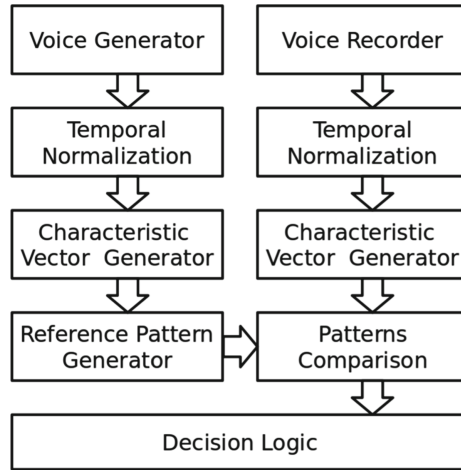 Voice Generator
Voice Recorder
Temporal
Normalization
Temporal
Normalization
Characteristic
Vector Generator
Characteristic
Vector Generator
Reference Pattern
Generator
Patterns
Comparison
Decision Logic